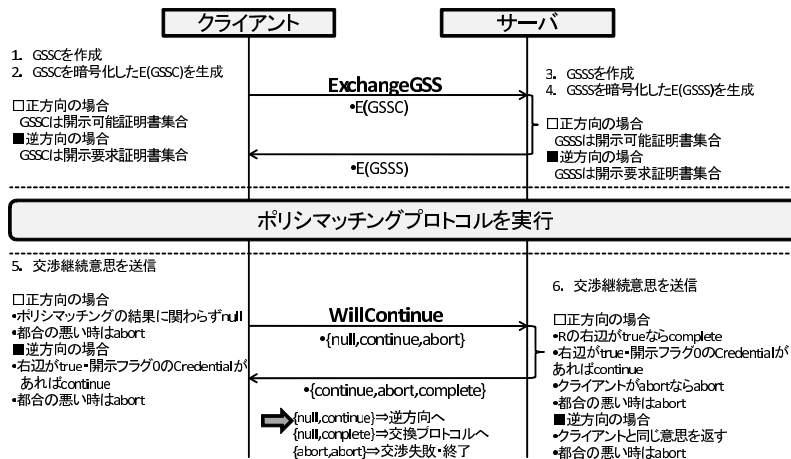 クライアント
サーバ
1. GSSCを作成
2. GSSCを暗号化したE(GSSC)を生成
□正方向の場合
GSSCは開示可能証明書集合
■逆方向の場合
GSSCは開示要求証明書集合
ExchangeGSS
•E(GSSC)
•E(GSSS)
3. GSSSを作成
4. GSSSを暗号化したE(GSSS)を生成
□正方向の場合
GSSSは開示可能証明書集合
■逆方向の場合
GSSSは開示要求証明書集合
ポリシマッチングプロトコルを実行
5. 交渉継続意思を送信
□正方向の場合
•ポリシマッチングの結果に関わらずnull
•都合の悪い時はabort
■逆方向の場合
•右辺がtrue・開示フラグ0のCredentialが
あればcontinue
•都合の悪い時はabort
WillContinue
•{null,continue,abort}
•{continue,abort,complete}
{null,continue}⇒逆方向へ
{null,conplete}⇒交換プロトコルへ
{abort,abort}⇒交渉失敗・終了
6. 交渉継続意思を送信
□正方向の場合
•Rの右辺がtrueならcomplete
•右辺がtrue・開示フラグ0のCredentialが
あればcontinue
•クライアントがabortならabort
•都合の悪い時はabort
■逆方向の場合
•クライアントと同じ意思を返す
•都合の悪い時はabort